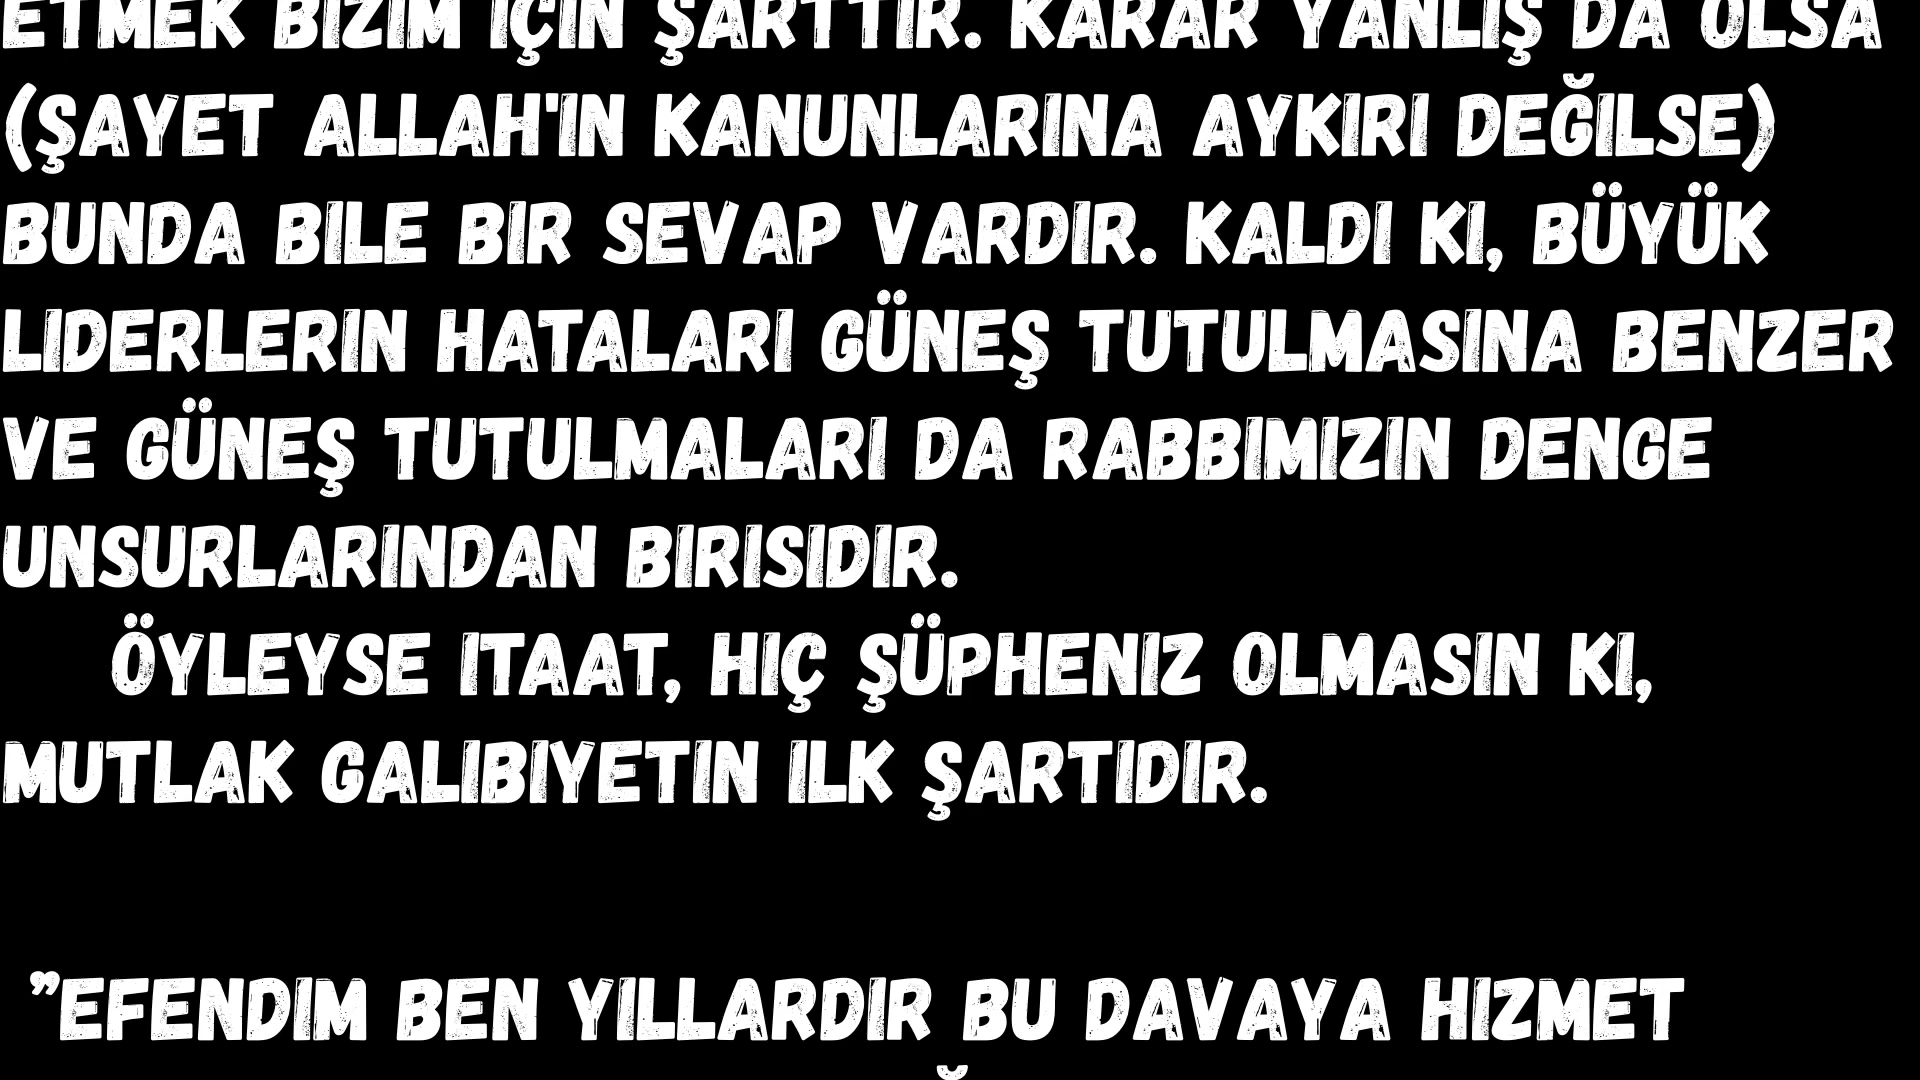 ETMEK BIZIM IÇIN ŞARTTIR. KARAR YANLIŞ DA OLSA
(ŞAYET ALLAH'IN KANUNLARINA AYKIRI DEĞILSE)
BUNDA BILE BIR SEVAP VARDIR. KALDI KI, BÜYÜK
LIDERLERIN HATALARI GÜNEŞ TUTULMASINA BENZER
VE GÜNEŞ TUTULMALARI DA RABBIMIZIN DENGE
UNSURLARINDAN BIRISIDIR.
ÖYLEYSE ITAAT, HIÇ ŞÜPHENIZ OLMASIN KI,
MUTLAK GALIBIYETIN ILK ŞARTIDIR.
”EFENDIM BEN YILLARDIR BU DAVAYA HIZMET